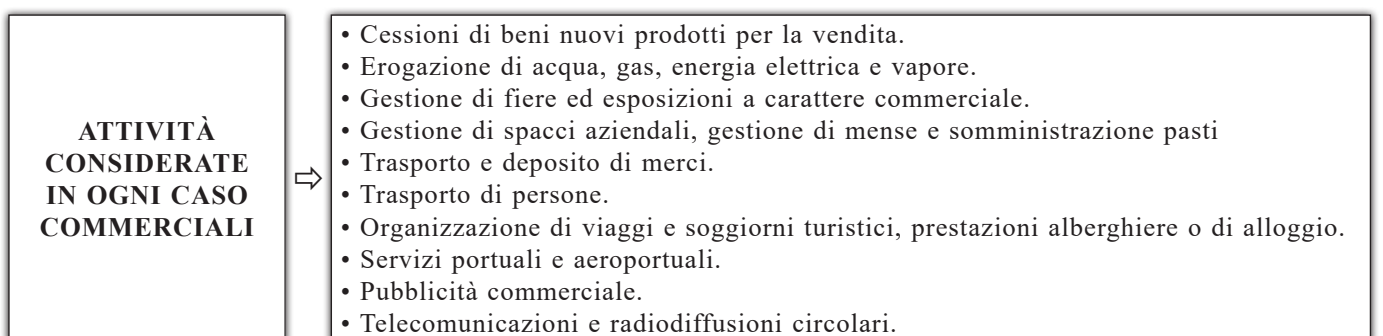 ATTIVITÀ
CONSIDERATE
IN OGNI CASO
COMMERCIALI
• Cessioni di beni nuovi prodotti per la vendita.
• Erogazione di acqua, gas, energia elettrica e vapore.
• Gestione di fiere ed esposizioni a carattere commerciale.
• Gestione di spacci aziendali, gestione di mense e somministrazione pasti
• Trasporto e deposito di merci.
• Trasporto di persone.
• Organizzazione di viaggi e soggiorni turistici, prestazioni alberghiere o di alloggio.
• Servizi portuali e aeroportuali.
• Pubblicità commerciale.
• Telecomunicazioni e radiodiffusioni circolari.